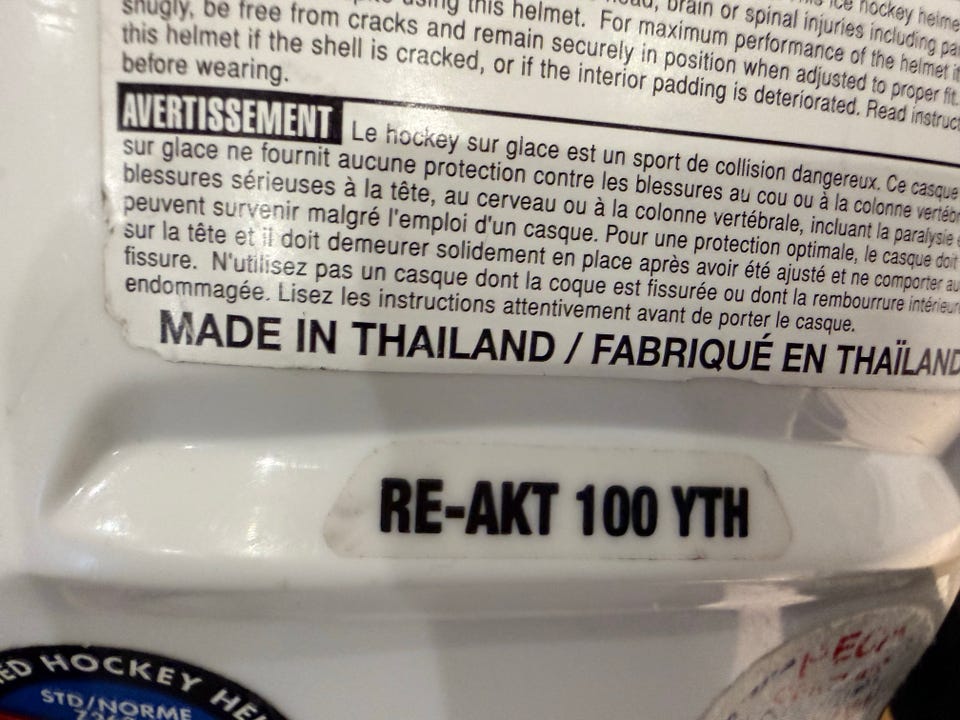 using this helmet. For maximum performance of the helmet it
brain or spinal injuries including
ice hockey
snugly, be free from cracks and remain securely in position when adjusted to proper fit.
this helmet if the shell is cracked, or if the interior padding is deteriorated. Read
before wearing.
AVERTISSEMENT Le hockey sur glace est un sport de collision dangereux. Ce casque
sur glace ne fournit aucune protection contre les blessures au cou ou à la colonne
blessures sérieuses à la tête, au cerveau ou à la colonne vertébrale, incluant la paralysie
peuvent survenir malgré l'emploi d'un casque. Pour une protection optimale, le casque doit
sur la tête et il doit demeurer solidement en place après avoir été ajusté et ne comporter
fissure. N'utilisez pas un casque dont la coque est fissurée ou dont la rembourrure
endommagée. Lisez les instructions attentivement avant de porter le casque.
MADE IN THAILAND / FABRIQUÉ EN THAÏLAND
RE-AKT 100 YTH
HOCKEY
STD/NORME